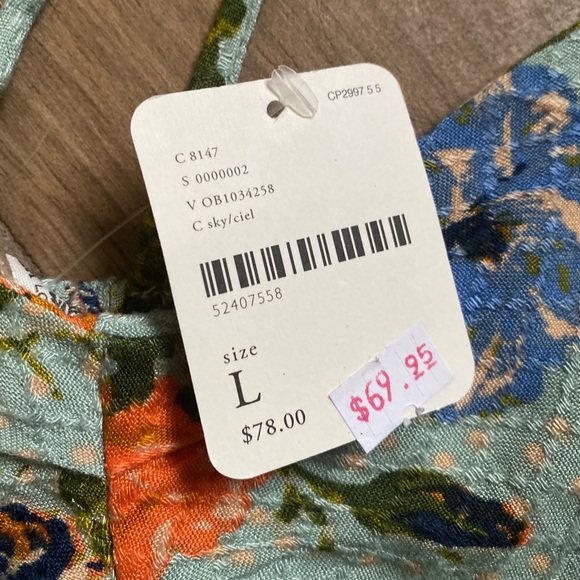 CP2997 5 5
C 8147
S 0000002
V OB1034258
C sky/ciel
52407558
size
L
$78.00
$69.95